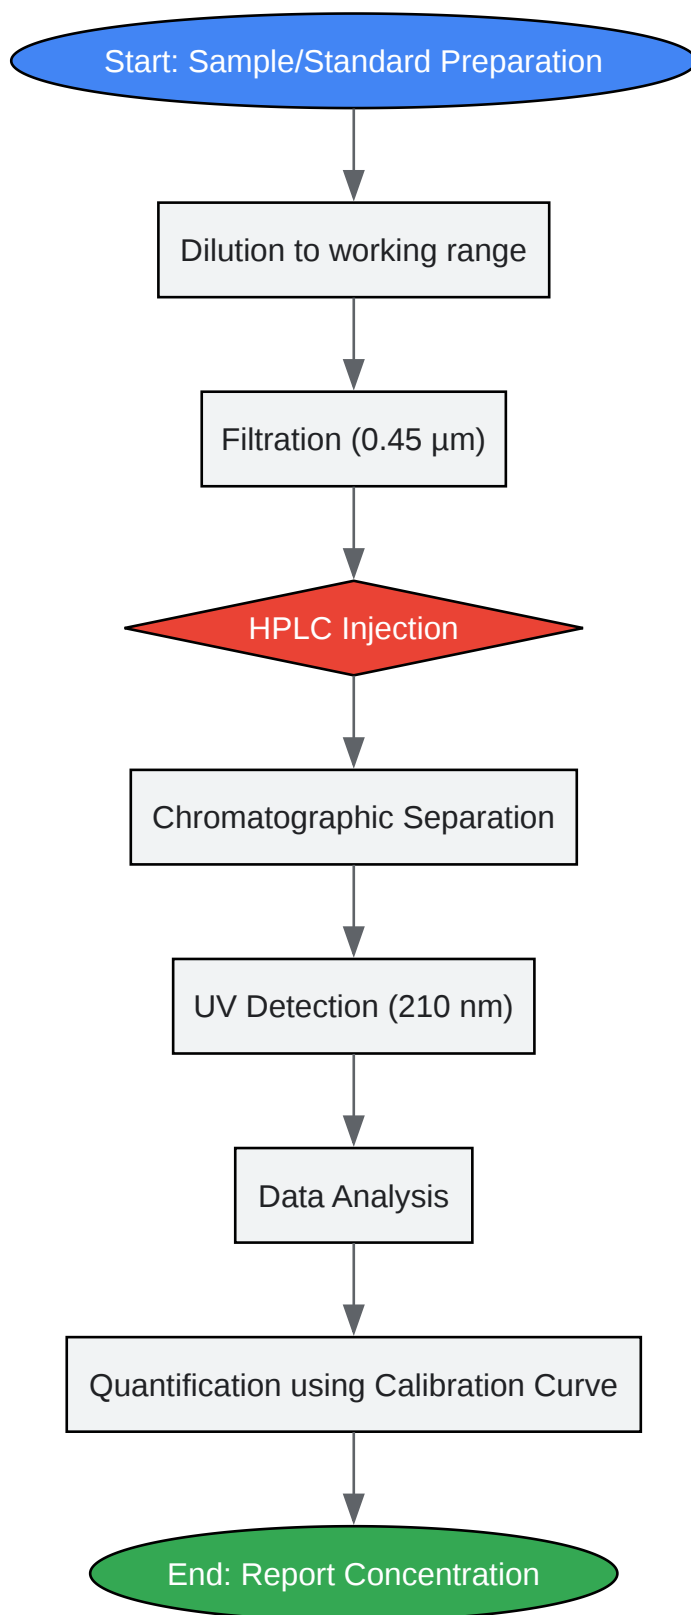 Start: Sample/Standard Preparation
Dilution to working range
Filtration (0.45 µm)
HPLC Injection
Chromatographic Separation
UV Detection (210 nm)
Data Analysis
Quantification using Calibration Curve
End: Report Concentration